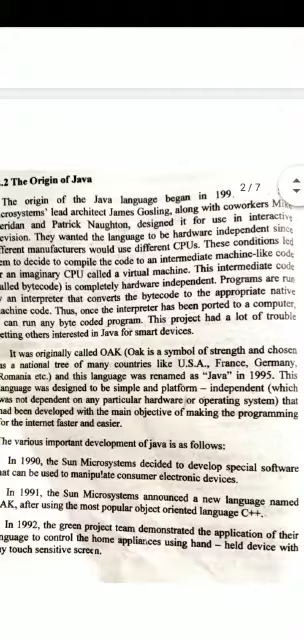 .2 The Origin of Java
2/7
The origin of the Java language began in 199
crosystems' lead architect James Gosling, along with coworkers Mike
eridan and Patrick Naughton, designed it for use in interactive
evision. They wanted the language to be hardware independent since
fferent manufacturers would use different CPUs. These conditions led
em to decide to compile the code to an intermediate machine-like code
r an imaginary CPU called a virtual machine. This intermediate code
alled bytecode) is completely hardware independent. Programs are run
an interpreter that converts the bytecode to the appropriate native
achine code. Thus, once the interpreter has been ported to a computer,
can run any byte coded program. This project had a lot of trouble
etting others interested in Java for smart devices.
It was originally called OAK (Oak is a symbol of strength and chosen
as a national tree of many countries like U.S.A., France, Germany,
Romania etc.) and this language was renamed as "Java" in 1995. This
anguage was designed to be simple and platform - independent (which
was not dependent on any particular hardware or operating system) that
had been developed with the main objective of making the programming
for the internet faster and easier.
The various important development of java is as follows:
In 1990, the Sun Microsystems decided to develop special software
hat can be used to manipulate consumer electronic devices.
In 1991, the Sun Microsystems announced a new language named
AK, after using the most popular object oriented language C++.
In 1992, the green project team demonstrated the application of their
nguage to control the home appliances using hand - held device with
ny touch sensitive screen.